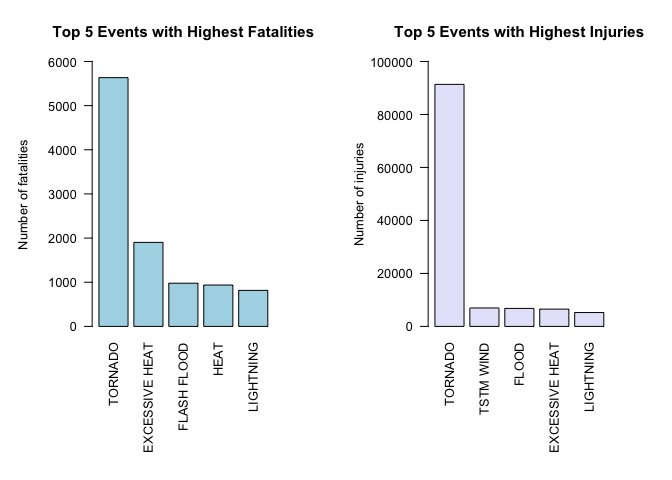 Top 5 Events with Highest Fatalities
Number of fatalities
6000
5000
4000
3000
2000
1000
0
TORNADO
EXCESSIVE HEAT
FLASH FLOOD
HEAT
LIGHTNING
Top 5 Events with Highest Injuries
Number of injuries
100000
80000
60000
40000
20000
0
TORNADO
TSTM WIND
FLOOD
EXCESSIVE HEAT
LIGHTNING